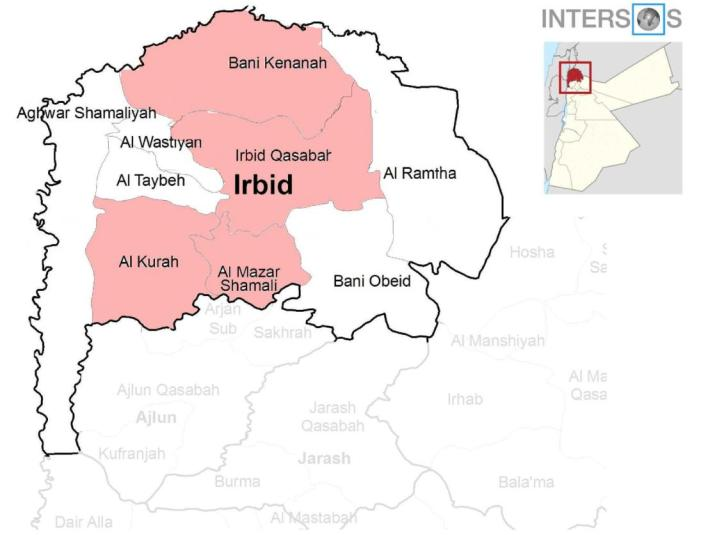 INTERSOS
Bani Kenanah
Aghwar Shamaliyah
Al Wastiyan
Irbid Qasabah
Al Taybeh
Irbid
Al Ramtha
Hosha
Al Kurah
Al Mazar
Shamali
Bani Obeid
Arjan
Sub
Sakhrah
Al Manshiyah
Ajlun Qasabah
Ajlun
Jarash
Qasabah
Irhab
Qasa
Kufranjah
Jarash
Burma
Bala'ma
Dair Alla
Al Mastabah